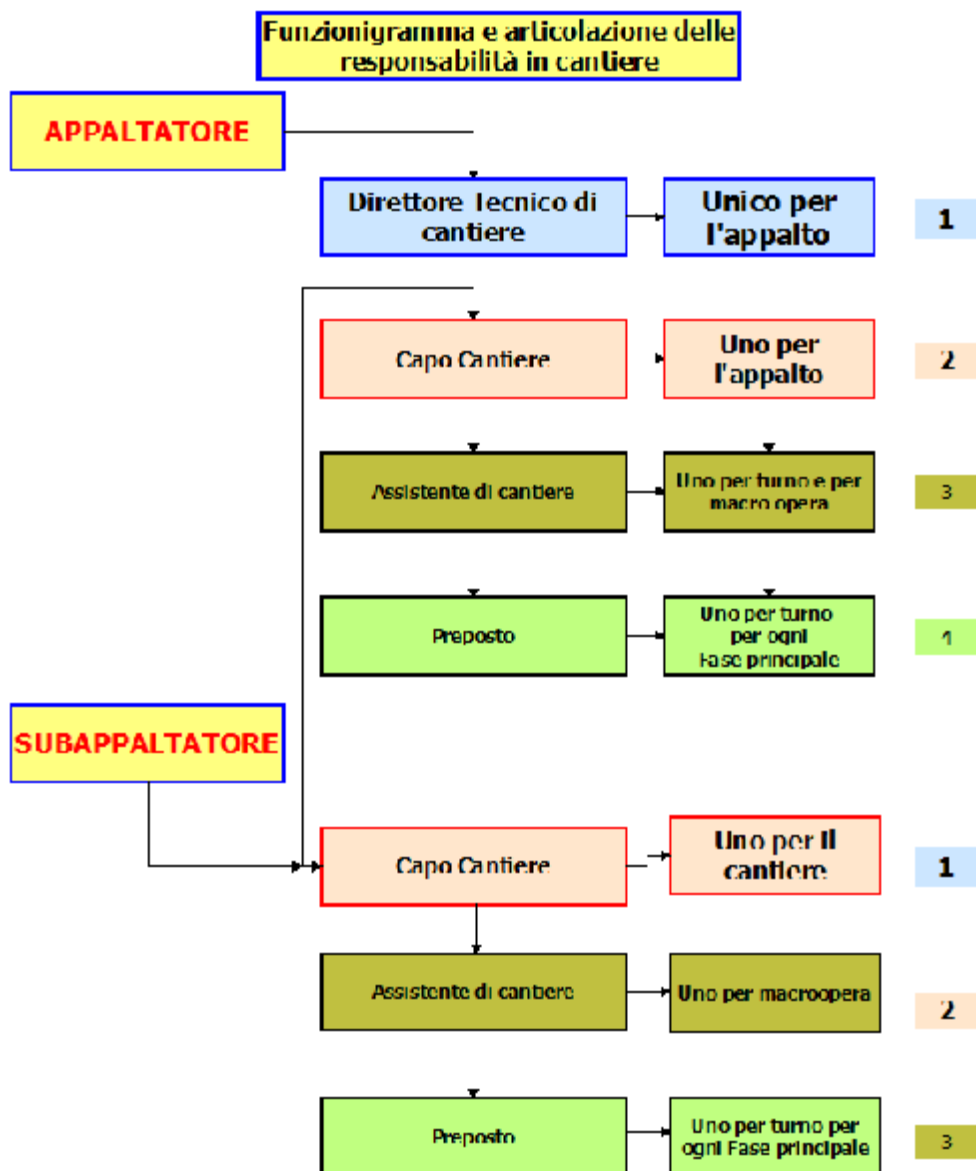 Funzionigramma e articolazione delle
responsabilità in cantiere
APPALTATORE
Direttore Tecnico di
cantiere
Unico per
l'appalto
1
Capo Cantiere
Uno per
l'appalto
2
Assistente di cantiere
Uno per turno e per
macro opera
3
Preposto
Uno per turno
per ogni
Fase principale
4
SUBAPPALTATORE
Capo Cantiere
Uno per Il
cantiere
1
Assistente di cantiere
Uno per macroopera
2
Preposto
Uno per turno per
ogni Fase principale
3